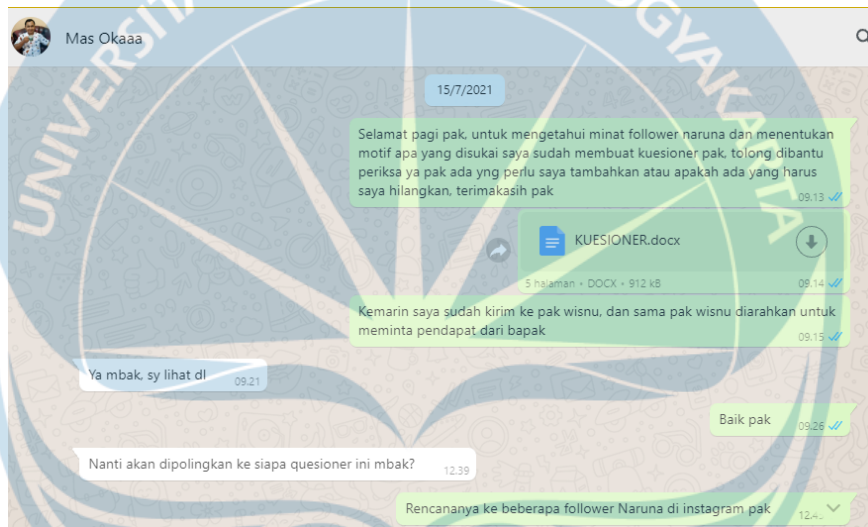 Mas Okaaa
15/7/2021
Selamat pagi pak, untuk mengetahui minat follower naruna dan menentukan
motif apa yang disukai saya sudah membuat kuesioner pak, tolong dibantu
periksa ya pak ada yng perlu saya tambahkan atau apakah ada yang harus
saya hilangkan, terimakasih pak
09.13
KUESIONER.docx
5 halaman • DOCX • 912 kB
09.14
Kemarin saya sudah kirim ke pak wisnu, dan sama pak wisnu diarahkan untuk
meminta pendapat dari bapak
09.15
Ya mbak, sy lihat dl
09.21
Baik pak
09.26
Nanti akan dipolingkan ke siapa quesioner ini mbak?
12.39
Rencananya ke beberapa follower Naruna di instagram pak